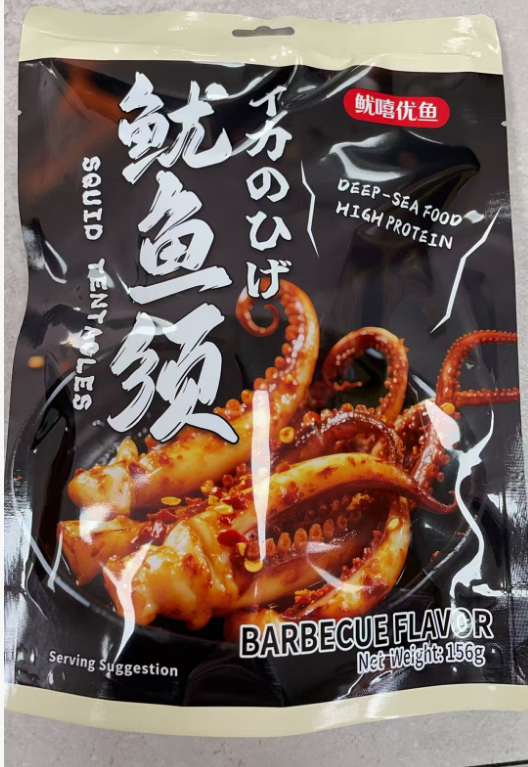 鱿嘻优鱼
イカのひげ
鱿鱼须
SQUID TENTACLES
DEEP-SEA FOOD
HIGH PROTEIN
BARBECUE FLAVOR
Net Weight: 156g
Serving Suggestion